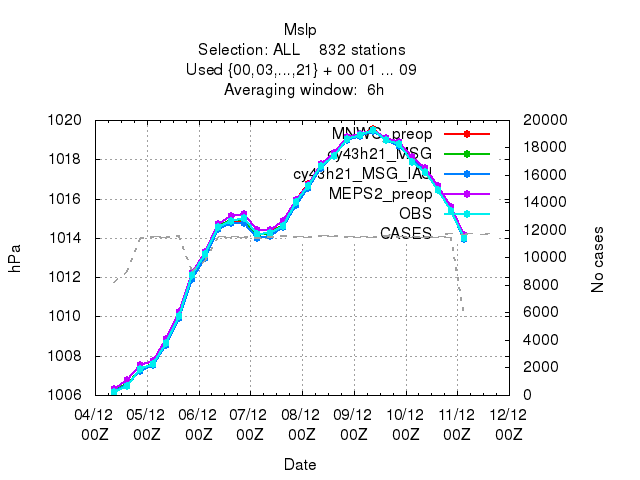 Mslp
Selection: ALL    832 stations
Used {00,03,...,21} + 00 01 ... 09
Averaging window:  6h
1020
1018
1016
1014
1012
1010
1008
1006
hPa
20000
18000
16000
14000
12000
10000
8000
6000
4000
2000
0
No cases
MNWC_preop
cy43h21_MSG
cy43h21_MSG_IASI
MEPS2_preop
OBS
CASES
04/12 05/12 06/12 07/12 08/12 09/12 10/12 11/12 12/12
00Z 00Z 00Z 00Z 00Z 00Z 00Z 00Z 00Z
Date